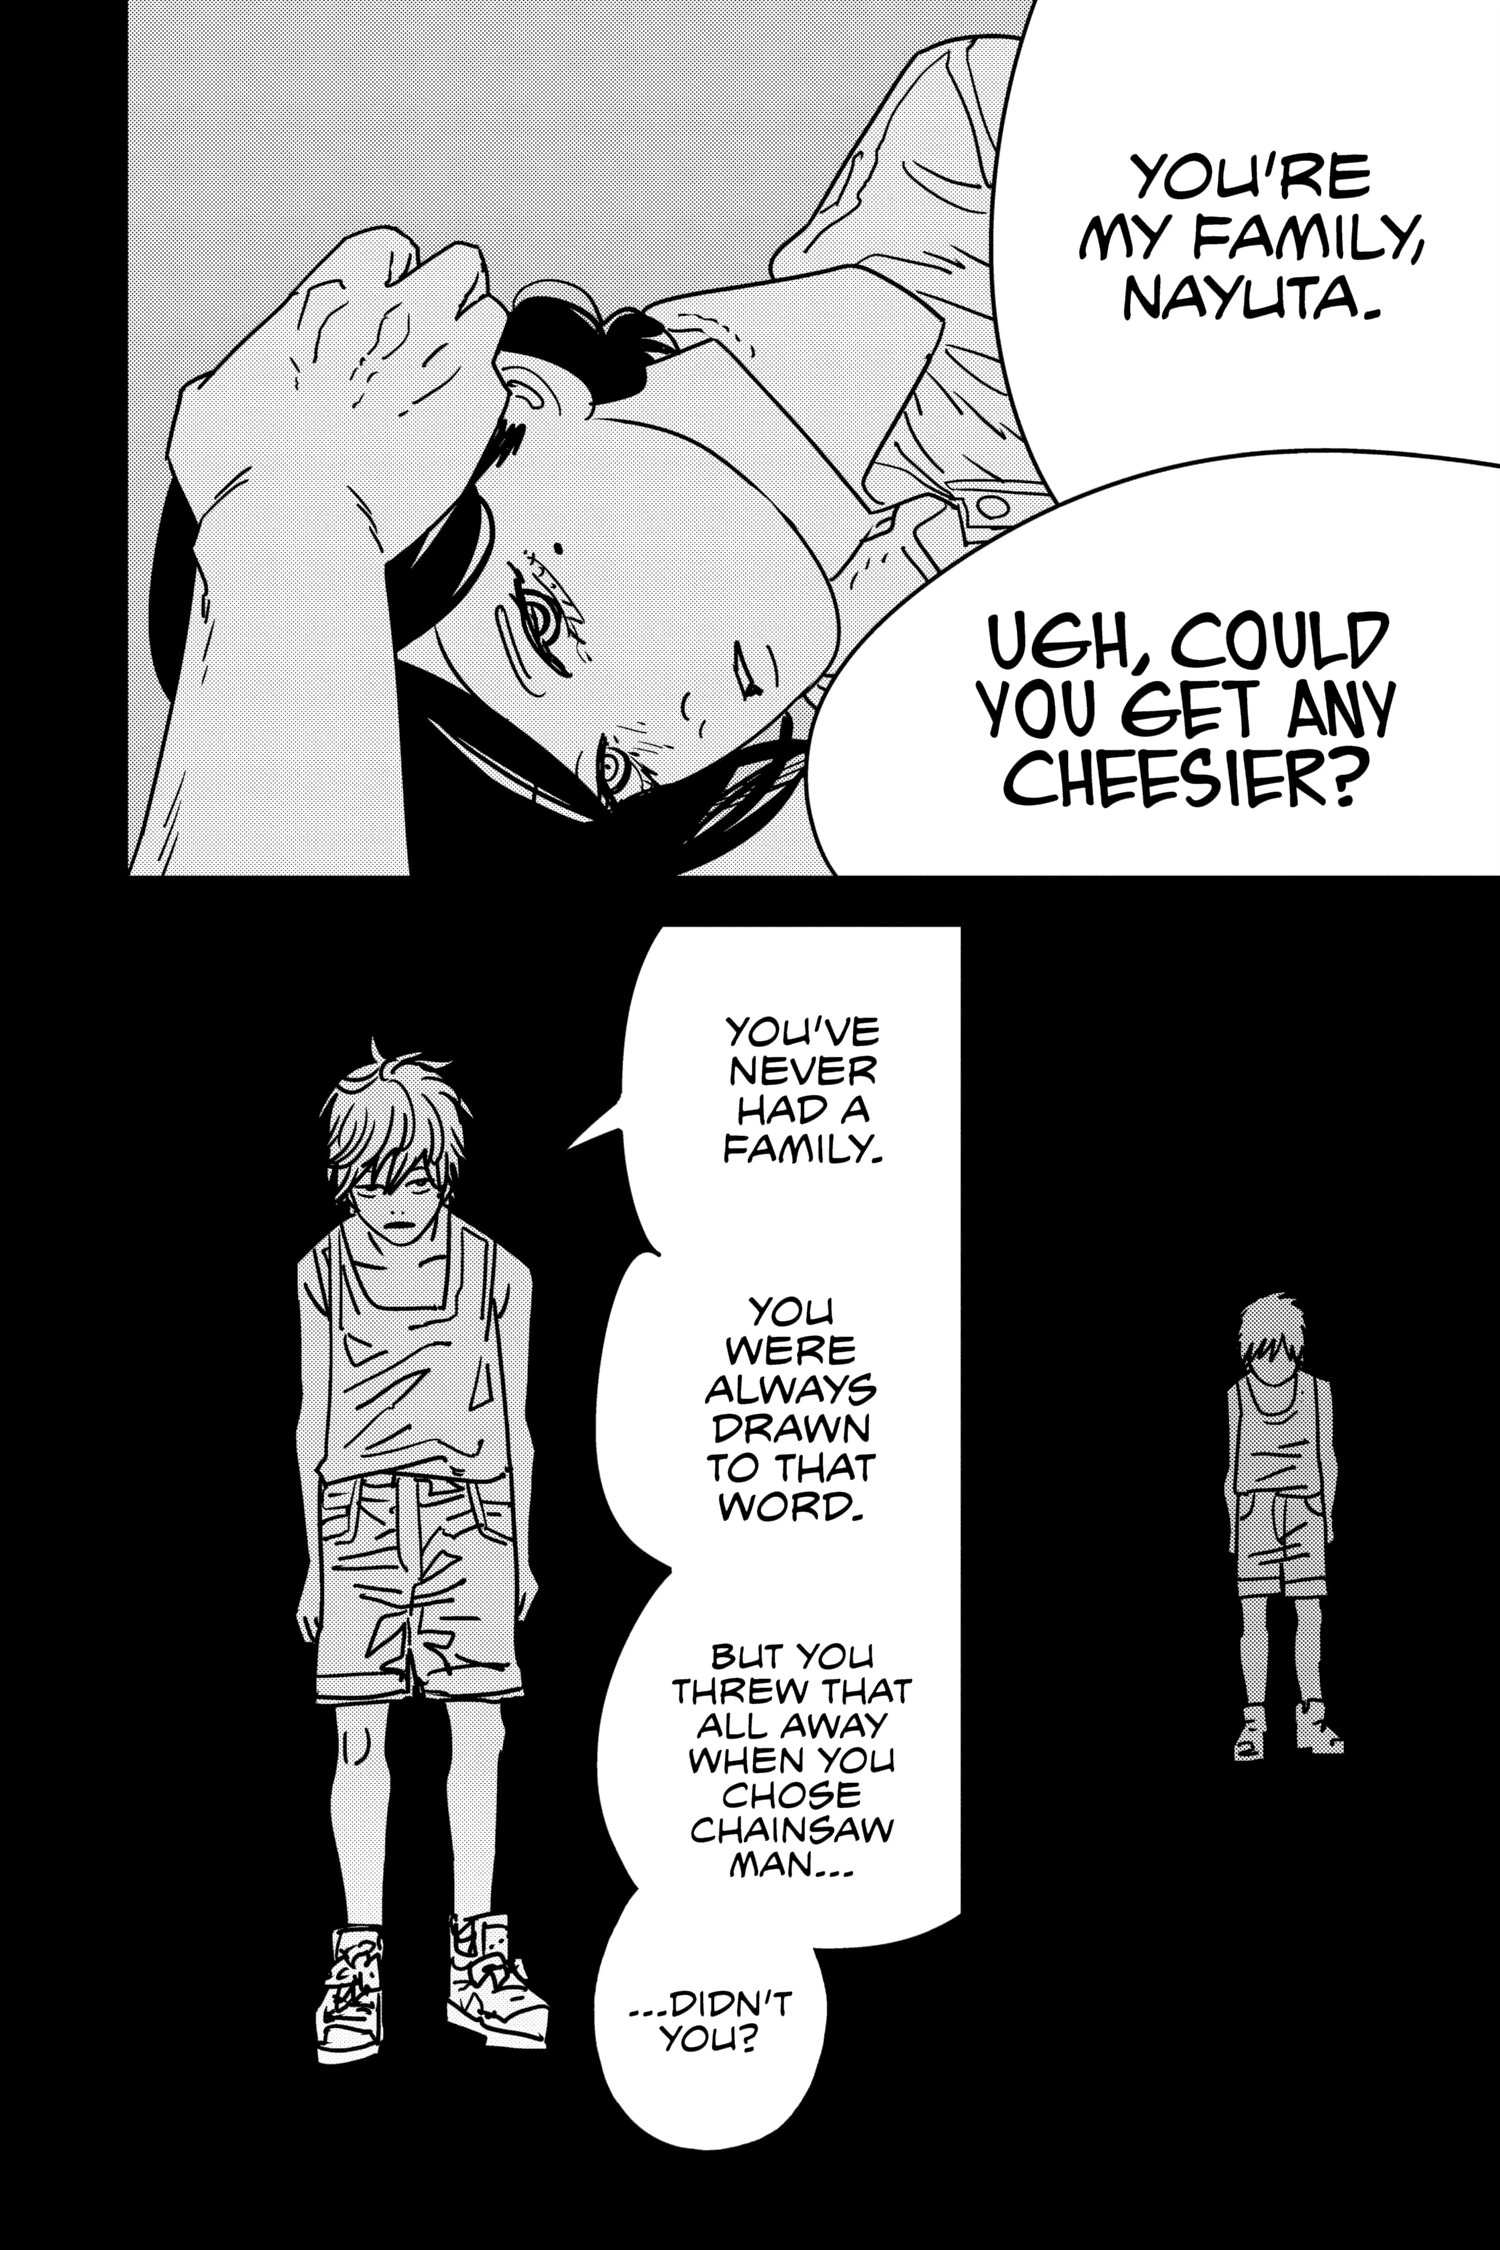 YOU'RE
MY FAMILY,
NAYUTA.
UGH, COULD
YOU GET ANY
CHEESIER?
YOU'VE
NEVER
HAD A
FAMILY.
YOU
WERE
ALWAYS
DRAWN
TO THAT
WORD.
BUT YOU
THREW THAT
ALL AWAY
WHEN YOU
CHOSE
CHAINSAW
MAN...
...DIDN'T
YOU?